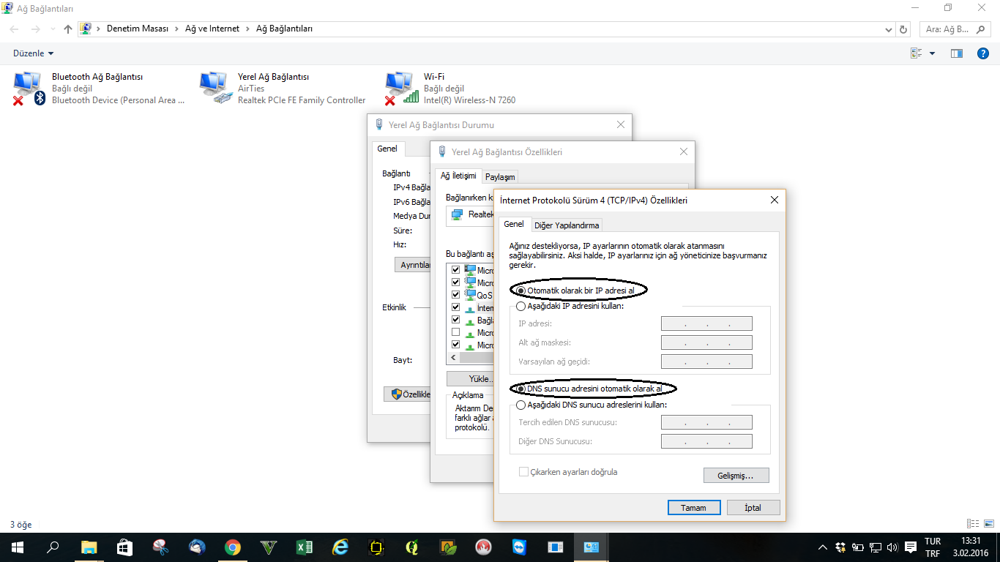 Ağ Bağlantıları
Denetim Masası > Ağ ve Internet > Ağ Bağlantıları
Ara: Ağ B...
Düzenle
Bluetooth Ağ Bağlantısı
Bağlı değil
Bluetooth Device (Personal Area ...
Yerel Ağ Bağlantısı
AirTies
Realtek PCIe FE Family Controller
Wi-Fi
Bağlı değil
Intel(R) Wireless-N 7260
Yerel Ağ Bağlantısı Durumu
Genel
Bağlantı
IPv4 Bağla
IPv6 Bağla
Medya Dur
Süre:
Hız:
Ayrıntılar
Etkinlik
Bayt:
Özellikle
Yerel Ağ Bağlantısı Özellikleri
Ağ İletişimi
Paylaşım
Bağlanırken k
Realtek
Bu bağlantı aş
Micro
Micro
QoS
İntern
Bağla
Micro
Micro
Yükle..
Açıklama
Aktarım De
farklı ağlar a
protokolü.
İnternet Protokolü Sürüm 4 (TCP/IPv4) Özellikleri
Genel
Diğer Yapılandırma
Ağınız destekliyorsa, IP ayarlarının otomatik olarak atanmasını
sağlayabilirsiniz. Aksi halde, IP ayarlarınız için ağ yöneticinize başvurmanız
gerekir.
Otomatik olarak bir IP adresi al
Aşağıdaki IP adresini kullan:
IP adresi:
Alt ağ maskesi:
Varsayılan ağ geçidi:
DNS sunucu adresini otomatik olarak al
Aşağıdaki DNS sunucu adreslerini kullan:
Tercih edilen DNS sunucusu:
Diğer DNS Sunucusu:
Çıkarken ayarları doğrula
Gelişmiş...
Tamam
İptal
3 öğe
TUR
TRF
13:31
3.02.2016